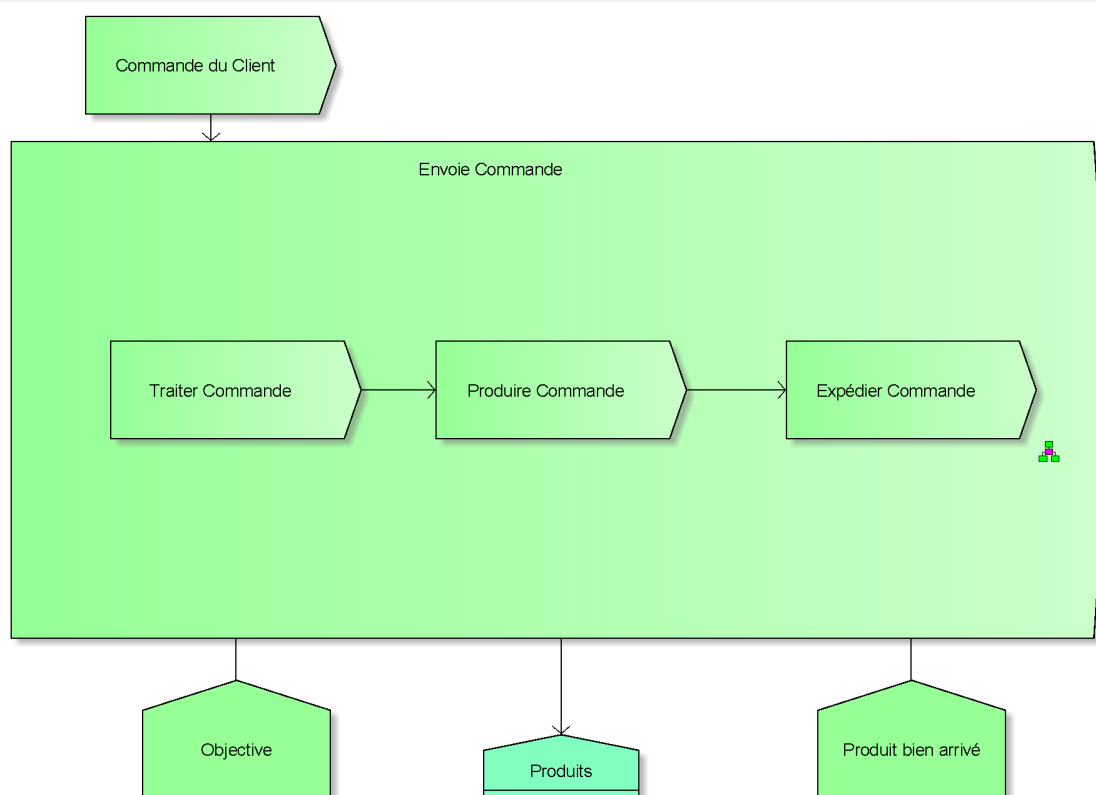 Commande du Client
Envoie Commande
Traiter Commande
Produire Commande
Expédier Commande
Objective
Produits
Produit bien arrivé